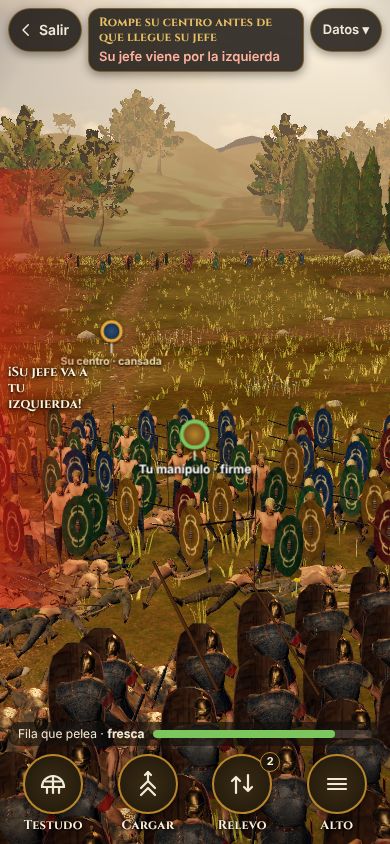 Salir
Rompe su centro antes de
que llegue su jefe
Su jefe viene por la izquierda
Datos ▾
Su centro · cansada
¡Su jefe va a
tu
izquierda!
Tu manípulo · firme
Fila que pelea · fresca
2
Testudo
Cargar
Relevo
Alto